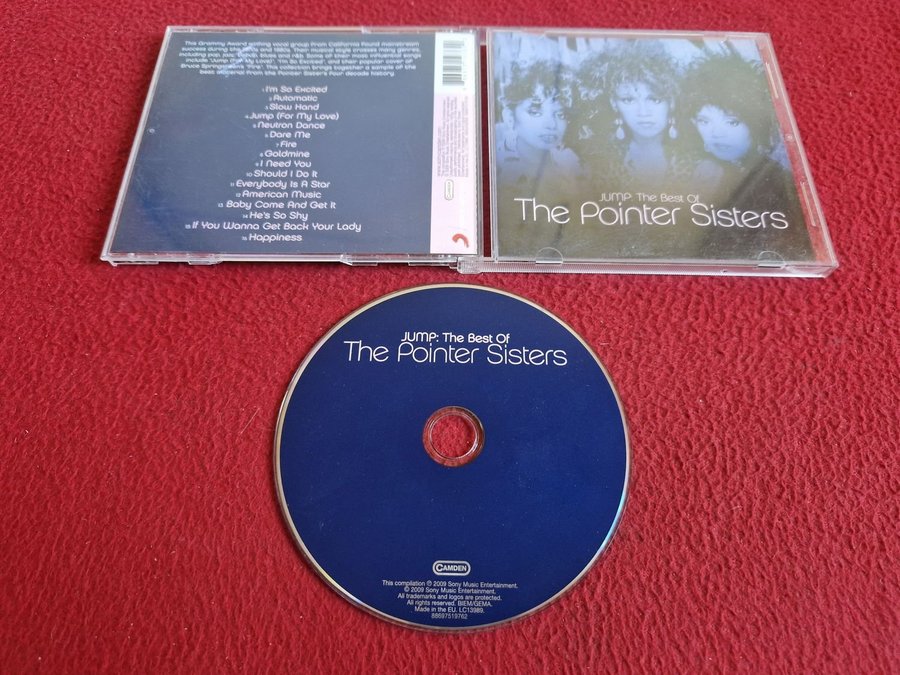 This Grammy Award winning vocal group from California found mainstream
success during the 1970s and 1980s. Their musical style crosses many genres,
including pop, jazz, blues and r&b. Some of their most influential songs
include 'Jump (For My Love)', 'I'm So Excited', and their popular cover of
Bruce Springsteen's 'Fire'. This collection brings together a sample of the
best material from the Pointer Sister's four decade history
1 I'm So Excited
2 Automatic
3 Slow Hand
4 Jump (For My Love)
5 Neutron Dance
6 Dare Me
7 Fire
8 Goldmine
9 I Need You
10 Should I Do It
11 Everybody Is A Star
12 American Music
13 Baby Come And Get It
14 He's So Shy
15 If You Wanna Get Back Your Lady
16 Happiness
CAMDEN
JUMP: The Best Of
The Pointer Sisters
JUMP: The Best Of
The Pointer Sisters
CAMDEN
This compilation ℗ 2009 Sony Music Entertainment.
© 2009 Sony Music Entertainment.
All trademarks and logos are protected.
All rights reserved. BIEM/GEMA.
Made in the EU. LC13989.
88697519762